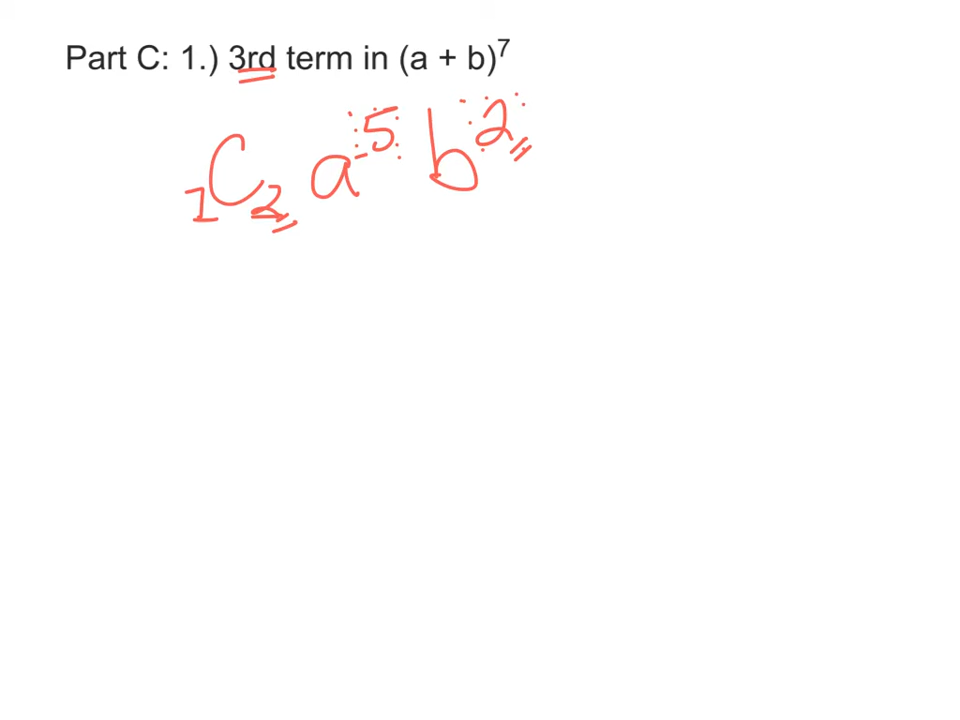 Part C: 1.) 3rd term in (a + b)⁷
₇C₂ a⁵ b²